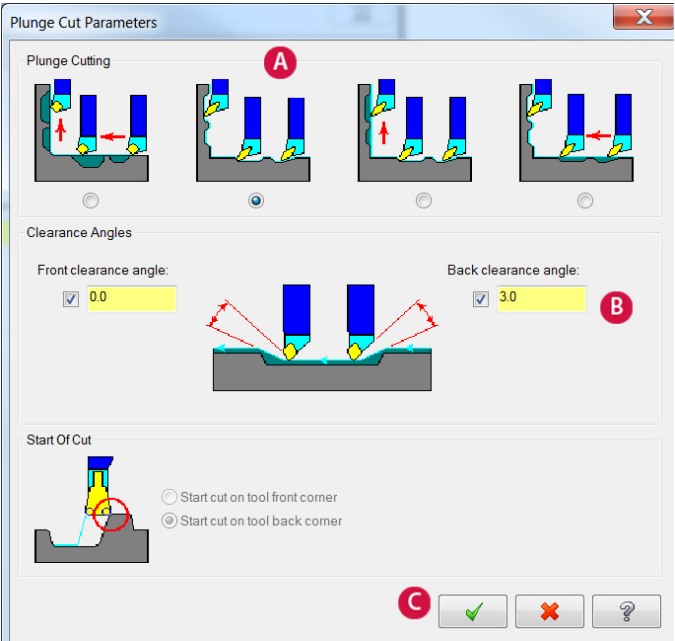 Plunge Cut Parameters
X
Plunge Cutting
A
Clearance Angles
Front clearance angle:
Back clearance angle:
0.0
3.0
B
Start Of Cut
Start cut on tool front corner
Start cut on tool back corner
C
?